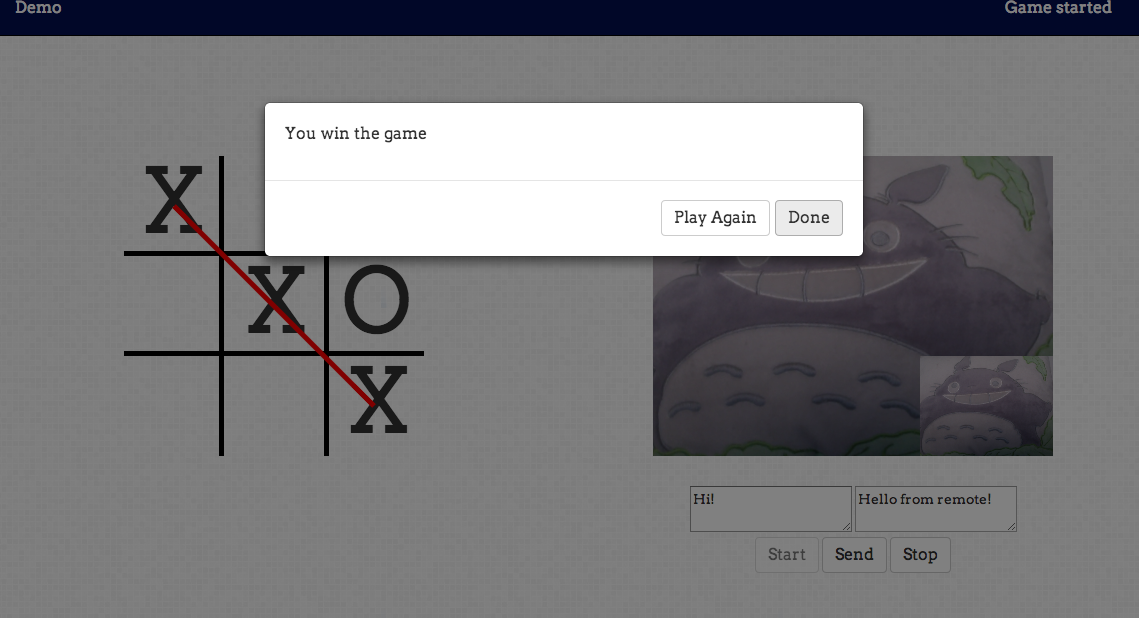 Demo Game started
You win the game
Play Again Done
X
X O
X
Hi! Hello from remote!
Start Send Stop